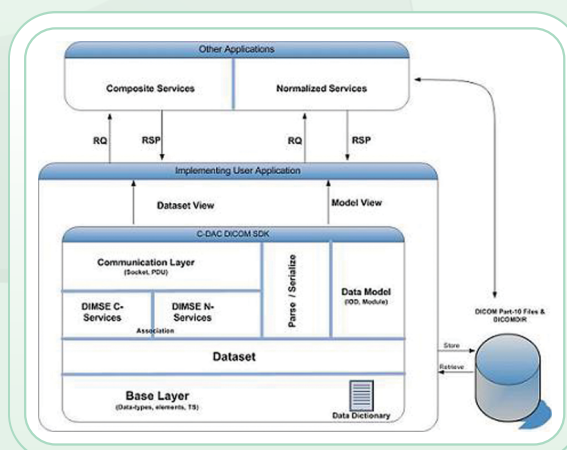 Other Applications
Composite Services
Normalized Services
RQ
RSP
RQ
RSP
Implementing User Application
Dataset View
Model View
C-DAC DICOM SDK
Communication Layer
(Socket, PDU)
Parse / Serialize
Data Model
(IOD, Module)
DIMSE C-
Services
DIMSE N-
Services
Association
Dataset
Base Layer
(Data-types, elements, TS)
Data Dictionary
DICOM Part-10 Files &
DICOMDIR
Store
Retrieve